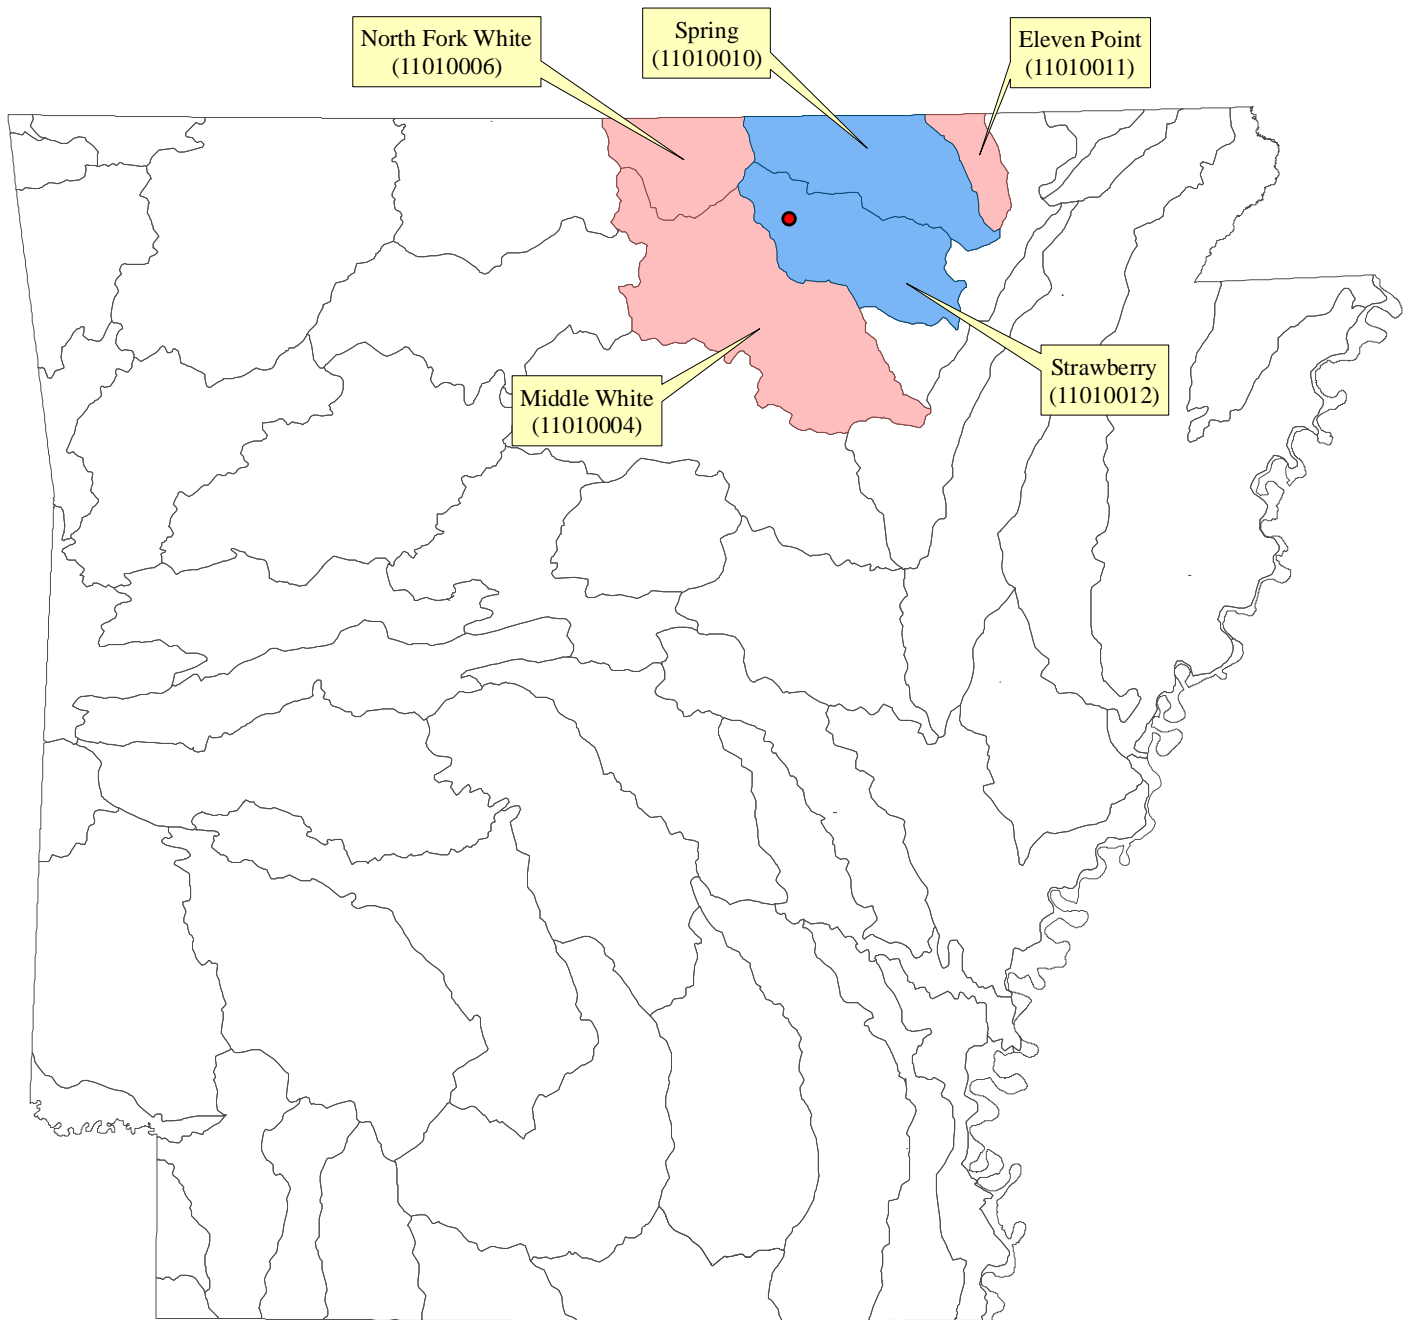 North Fork White
(11010006)
Spring
(11010010)
Eleven Point
(11010011)
Middle White
(11010004)
Strawberry
(11010012)